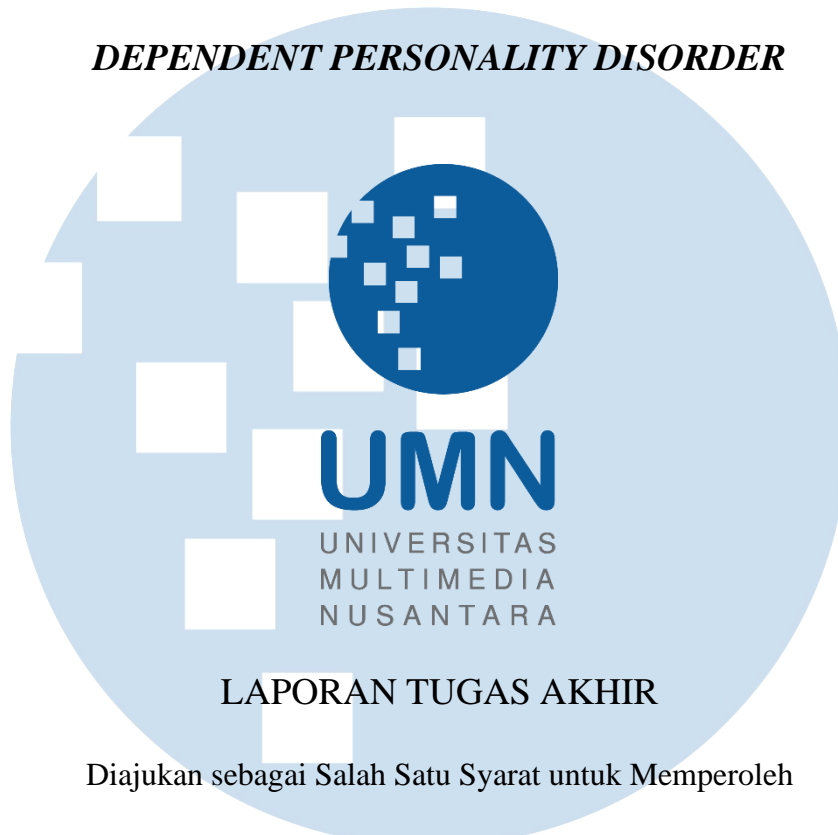 DEPENDENT PERSONALITY DISORDER
UMN
UNIVERSITAS
MULTIMEDIA
NUSANTARA
LAPORAN TUGAS AKHIR
Diajukan sebagai Salah Satu Syarat untuk Memperoleh